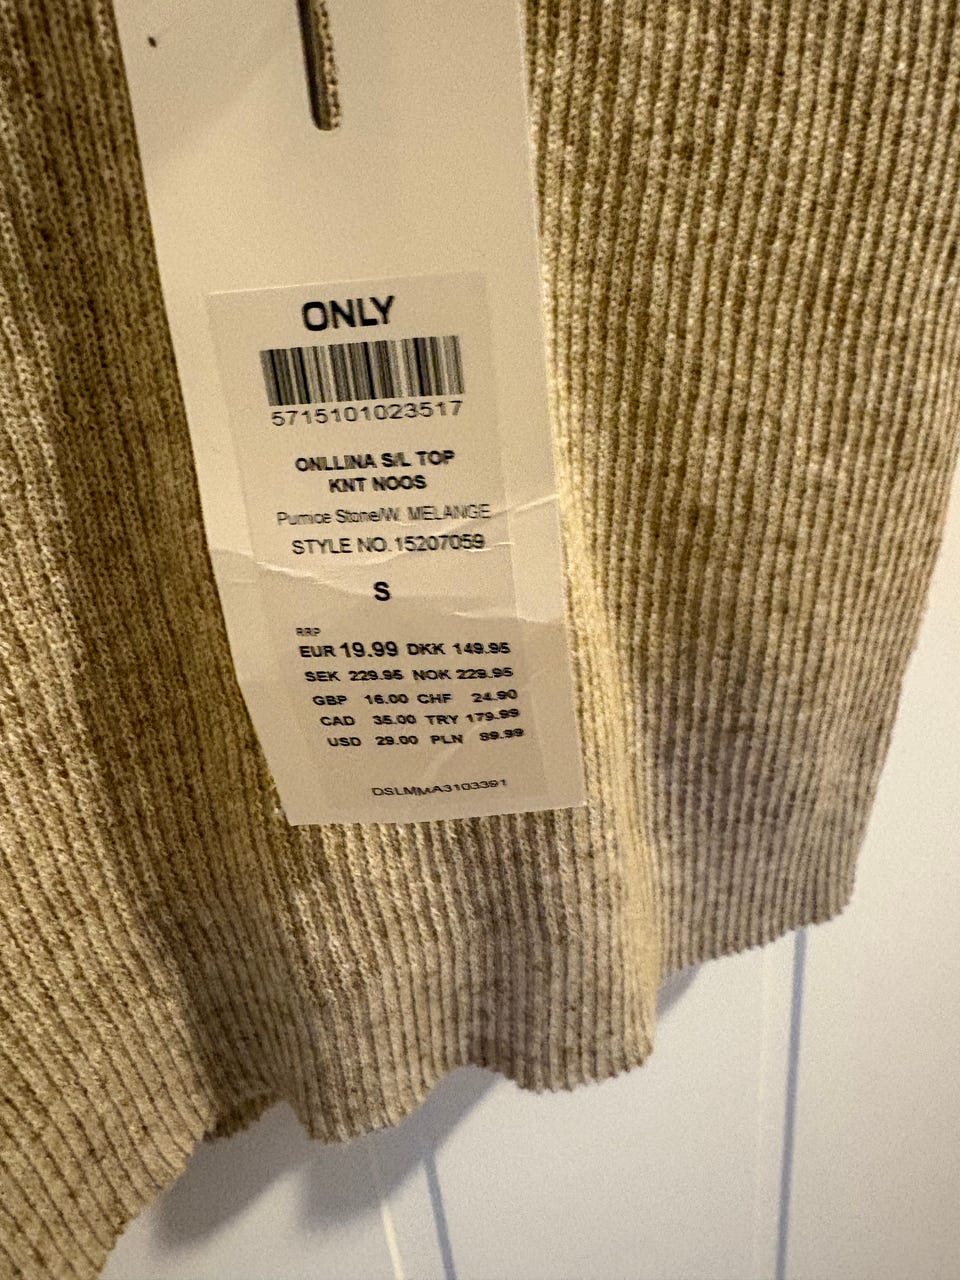 ONLY
5715101023517
ONLLINA S/L TOP
KNT NOOS
Pumice Stone/W. MELANGE
STYLE NO. 15207059
S
RRP
EUR 19.99 DKK 149.95
SEK 229.95 NOK 229.95
GBP 16.00 CHF 24.90
CAD 35.00 TRY 179.99
USD 29.00 PLN 89.99
DSLMMA3103391